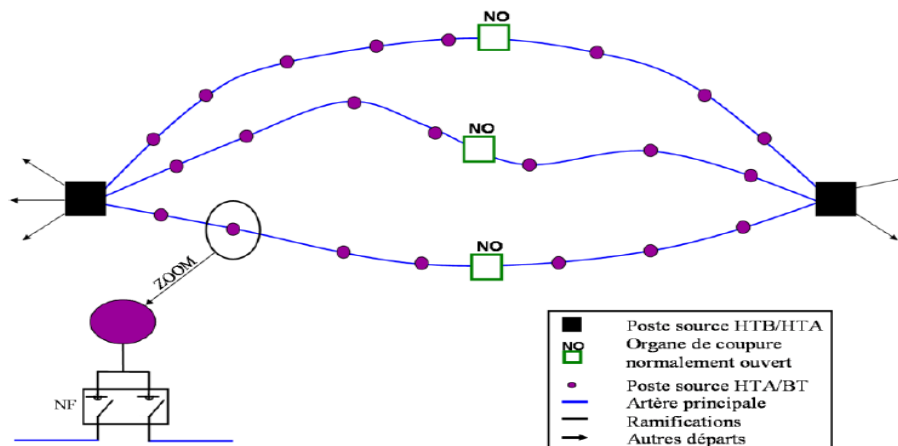 NO
NO
NO
ZOOM
NF
Poste source HTB/HTA
NO
Organe de coupure
normalement ouvert
Poste source HTA/BT
Artère principale
Ramifications
Autres départs